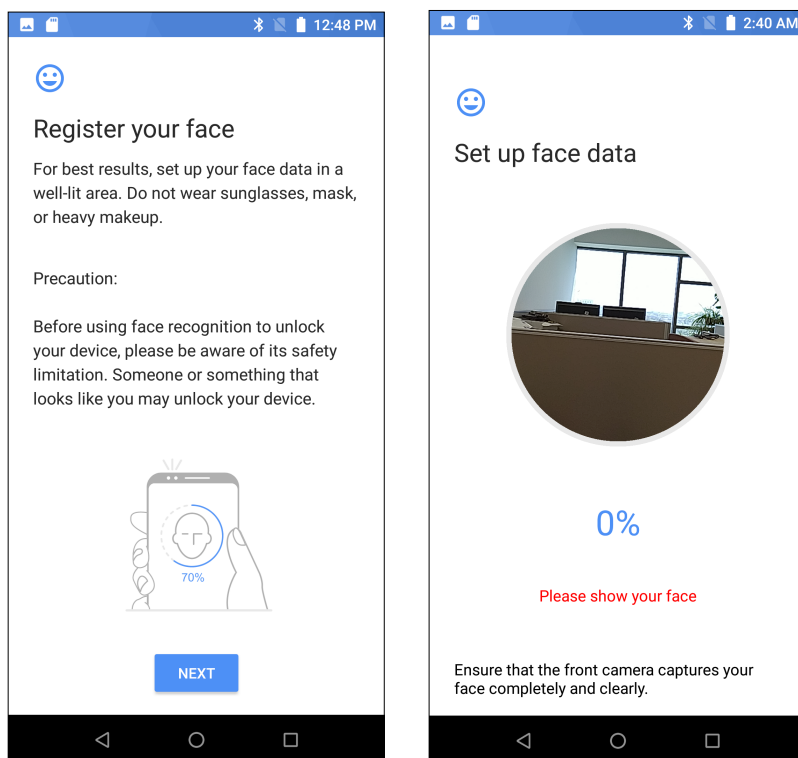 12:48 PM
Register your face
For best results, set up your face data in a
well-lit area. Do not wear sunglasses, mask,
or heavy makeup.
Precaution:
Before using face recognition to unlock
your device, please be aware of its safety
limitation. Someone or something that
looks like you may unlock your device.
70%
NEXT
2:40 AM
Set up face data
0%
Please show your face
Ensure that the front camera captures your
face completely and clearly.